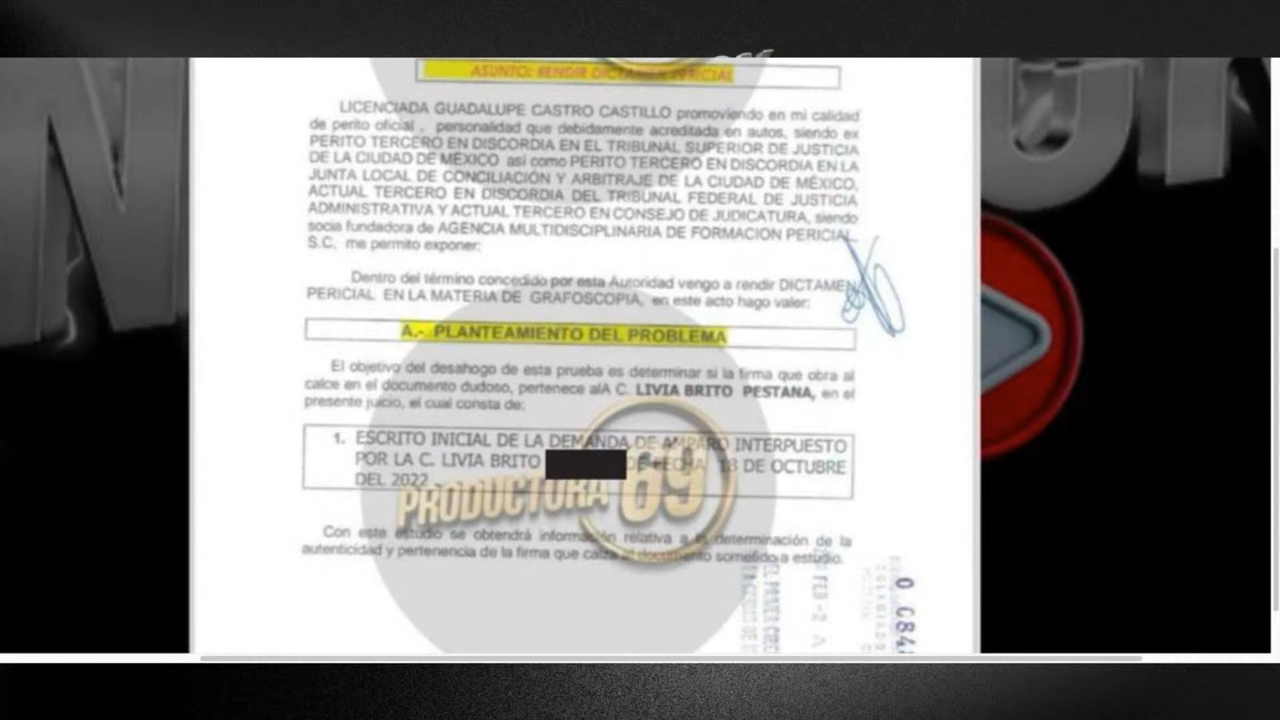 ASUNTO: RENDIR DICTAMEN PERICIAL
LICENCIADA GUADALUPE CASTRO CASTILLO promoviendo en mi calidad
de perito oficial , personalidad que debidamente acreditada en autos, siendo ex
PERITO TERCERO EN DISCORDIA EN EL TRIBUNAL SUPERIOR DE JUSTICIA
DE LA CIUDAD DE MÉXICO así como PERITO TERCERO EN DISCORDIA EN LA
JUNTA LOCAL DE CONCILIACIÓN Y ARBITRAJE DE LA CIUDAD DE MÉXICO,
ACTUAL TERCERO EN DISCORDIA DEL TRIBUNAL FEDERAL DE JUSTICIA
ADMINISTRATIVA Y ACTUAL TERCERO EN CONSEJO DE JUDICATURA, siendo
socia fundadora de AGENCIA MULTIDISCIPLINARIA DE FORMACION PERICIAL
S.C. me permito exponer:
Dentro del término concedido por esta Autoridad vengo a rendir DICTAMEN
PERICIAL EN LA MATERIA DE GRAFOSCOPIA, en este acto hago valer:
A.- PLANTEAMIENTO DEL PROBLEMA
El objetivo del desahogo de esta prueba es determinar si la firma que obra al
calce en el documento dudoso, pertenece alA C. LIVIA BRITO PESTANA, en el
presente juicio, el cual consta de:
1. ESCRITO INICIAL DE LA DEMANDA DE AMPARO INTERPUESTO
POR LA C. LIVIA BRITO DE FECHA 18 DE OCTUBRE
DEL 2022
PRODUCTORA 69
Con este estudio se obtendrá información relativa a la determinación de la
autenticidad y pertenencia de la firma que calza el documento sometido a estudio.
FEB -2 A